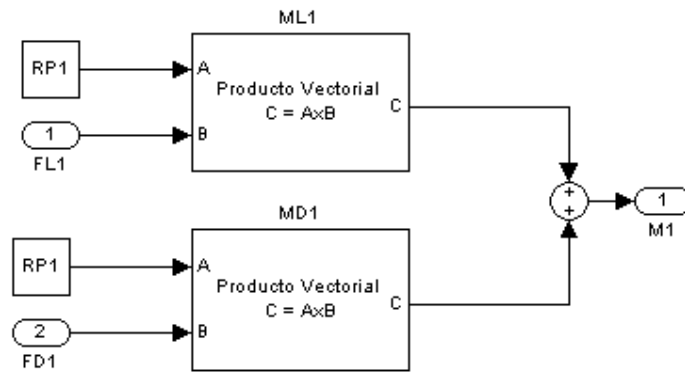 ML1
RP1
A
Producto Vectorial
C = AxB
C
1
B
FL1
+
+
1
M1
MD1
RP1
A
Producto Vectorial
C = AxB
C
2
B
FD1